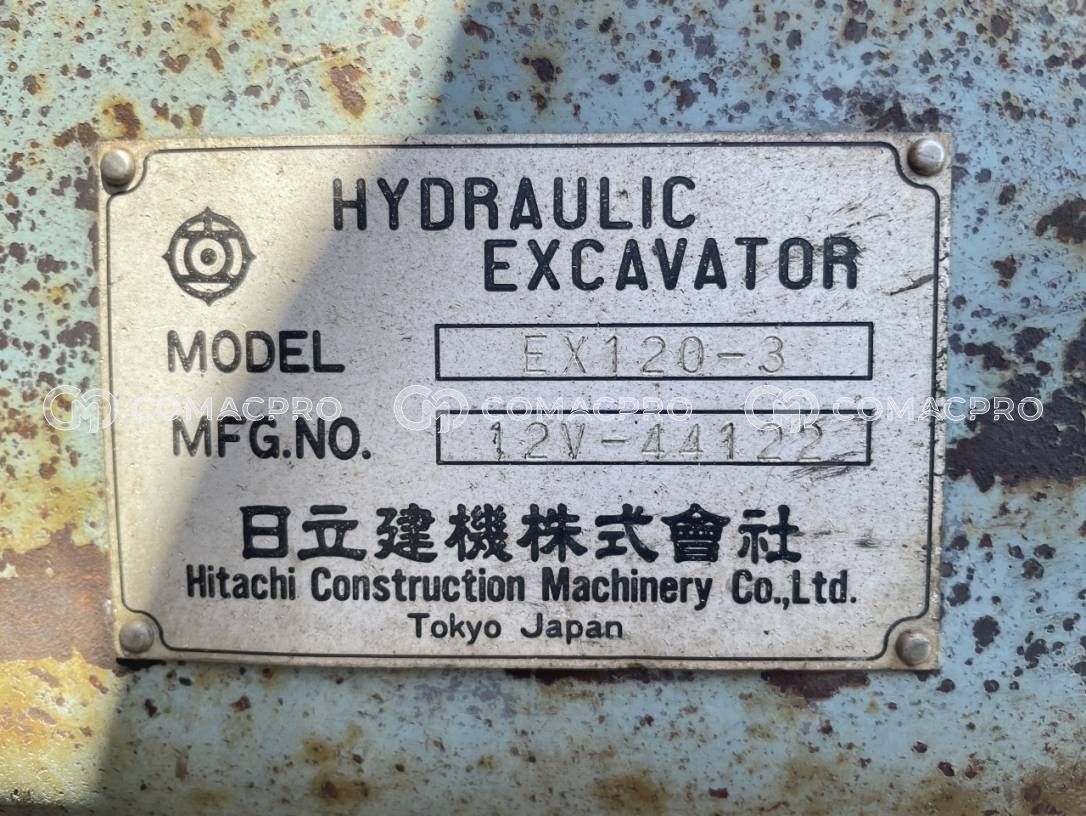 HYDRAULIC
EXCAVATOR
MODEL EX120-3
COMACPRO COMACPRO COMACPRO
MFG.NO. 12V-44122
日立建機株式會社
Hitachi Construction Machinery Co.,Ltd.
Tokyo Japan